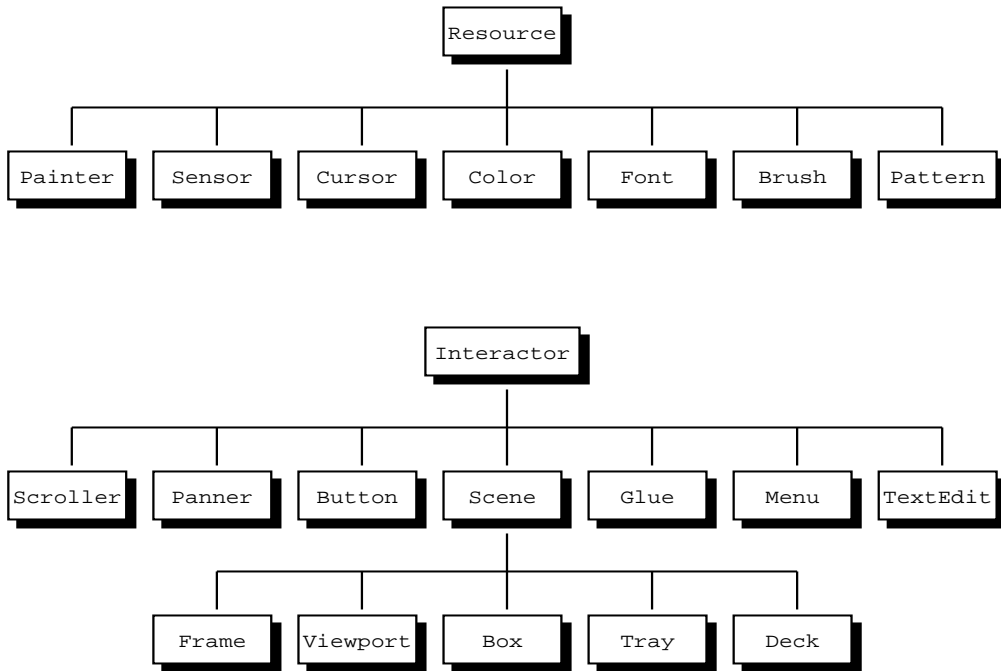 Resource
Painter Sensor Cursor Color Font Brush Pattern
Interactor
Scroller Panner Button Scene Glue Menu TextEdit
Frame Viewport Box Tray Deck